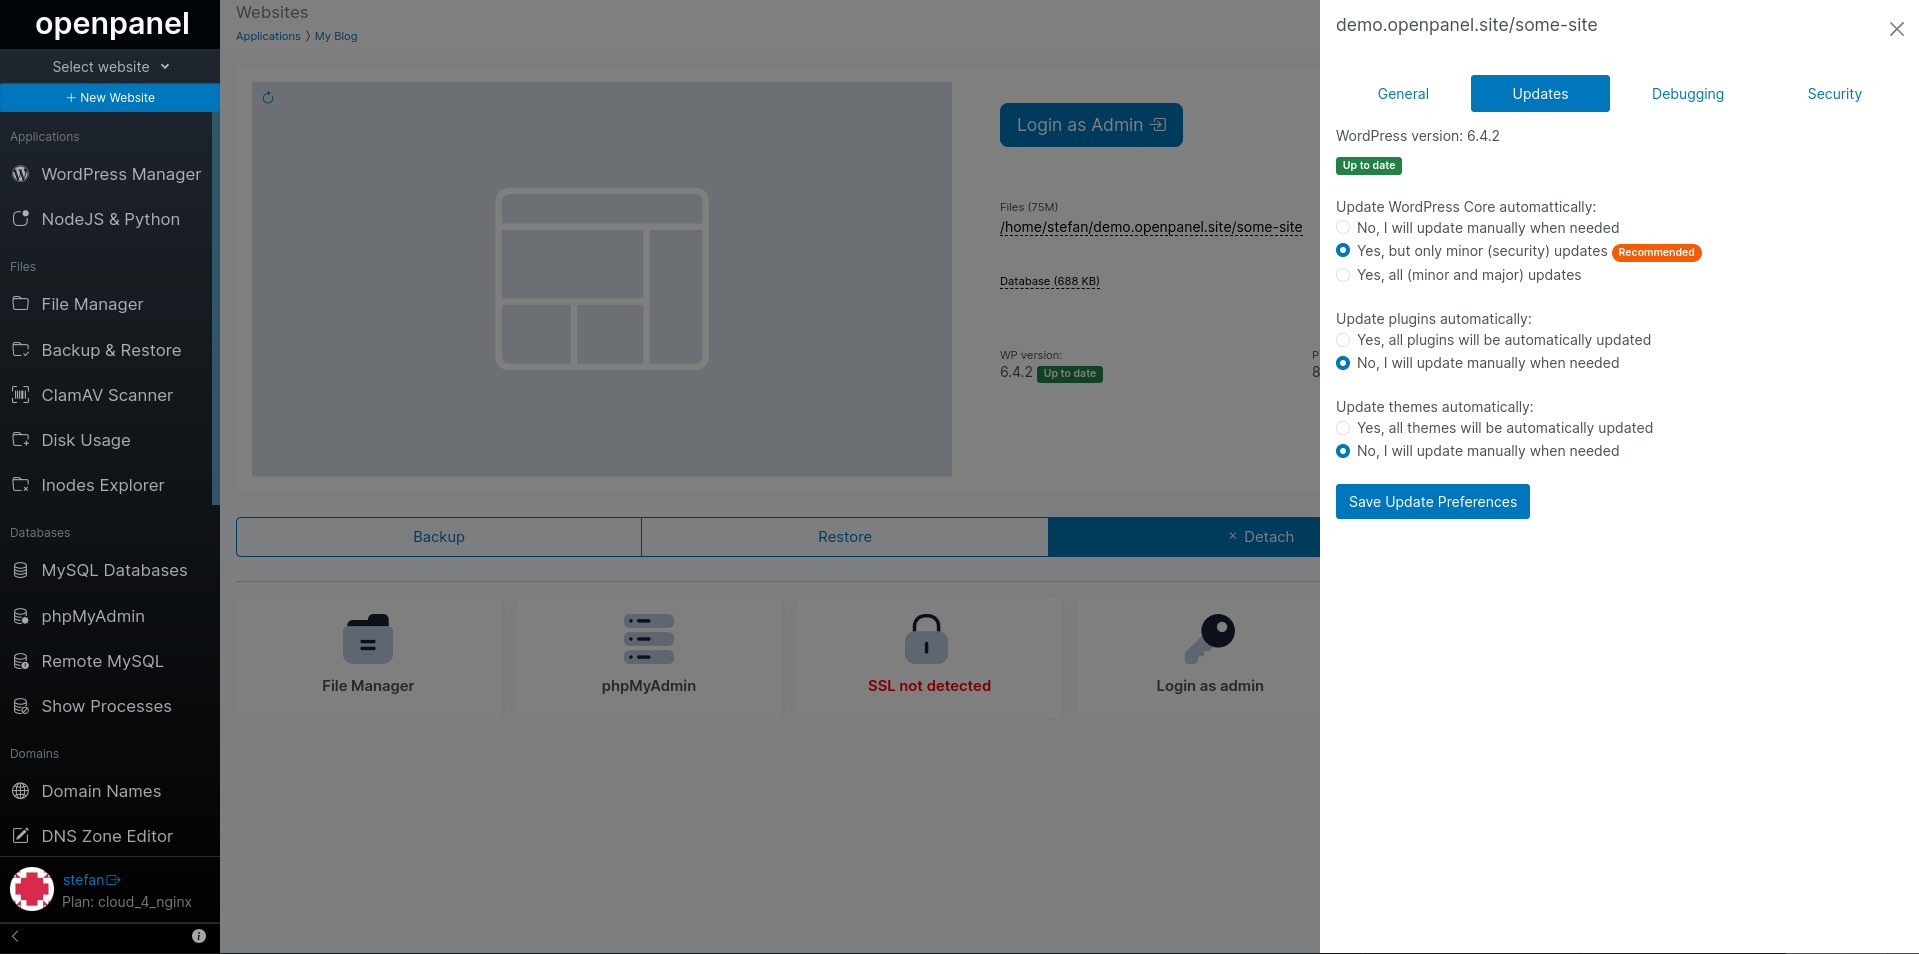 openpanel
Select website
+ New Website
Applications
WordPress Manager
NodeJS & Python
Files
File Manager
Backup & Restore
ClamAV Scanner
Disk Usage
Inodes Explorer
Databases
MySQL Databases
phpMyAdmin
Remote MySQL
Show Processes
Domains
Domain Names
DNS Zone Editor
stefan
Plan: cloud_4_nginx
Websites
Applications > My Blog
Login as Admin
Files (75M)
/home/stefan/demo.openpanel.site/some-site
Database (688 KB)
WP version:
6.4.2 Up to date
P
8
Backup
Restore
× Detach
File Manager
phpMyAdmin
SSL not detected
Login as admin
demo.openpanel.site/some-site
General
Updates
Debugging
Security
WordPress version: 6.4.2
Up to date
Update WordPress Core automattically:
No, I will update manually when needed
Yes, but only minor (security) updates Recommended
Yes, all (minor and major) updates
Update plugins automatically:
Yes, all plugins will be automatically updated
No, I will update manually when needed
Update themes automatically:
Yes, all themes will be automatically updated
No, I will update manually when needed
Save Update Preferences